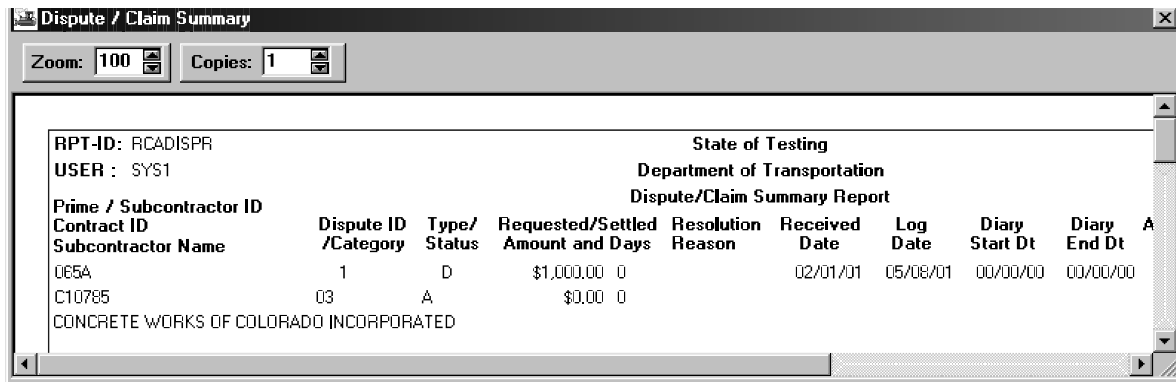 Dispute / Claim Summary
Zoom: 100 Copies: 1
RPT-ID: RCADISPR State of Testing
USER : SYS1 Department of Transportation
Dispute/Claim Summary Report
Prime / Subcontractor ID
Contract ID Dispute ID Type/ Requested/Settled Resolution Received Log Diary Diary A
Subcontractor Name /Category Status Amount and Days Reason Date Date Start Dt End Dt
065A 1 D $1,000.00 0 02/01/01 05/08/01 00/00/00 00/00/00
C10785 03 A $0.00 0
CONCRETE WORKS OF COLORADO INCORPORATED